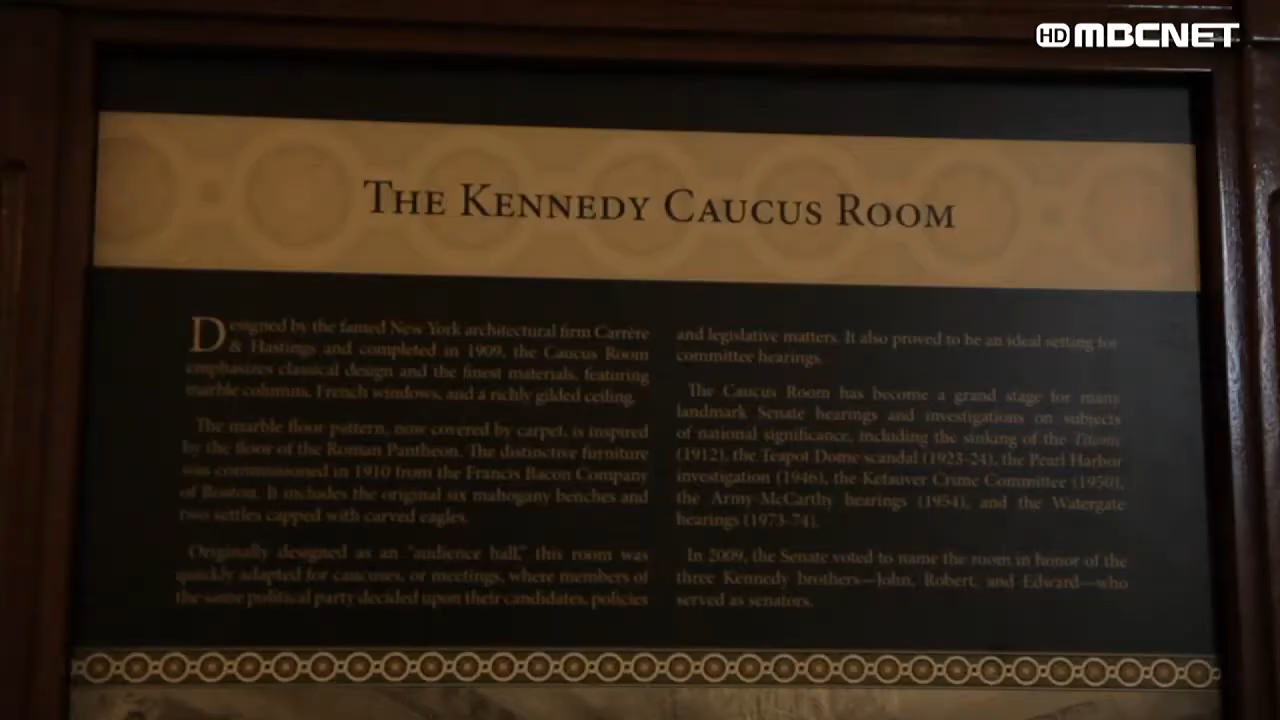 HD MBCNET
THE KENNEDY CAUCUS ROOM
Designed by the famed New York architectural firm Carrère
& Hastings and completed in 1909, the Caucus Room
emphasizes classical design and the finest materials, featuring
marble columns, French windows, and a richly gilded ceiling.
The marble floor pattern, now covered by carpet, is inspired
by the floor of the Roman Pantheon. The distinctive furniture
was commissioned in 1910 from the Francis Bacon Company
of Boston. It includes the original six mahogany benches and
two settles capped with carved eagles.
Originally designed as an "audience hall," this room was
quickly adapted for caucuses, or meetings, where members of
the same political party decided upon their candidates, policies
and legislative matters. It also proved to be an ideal setting for
committee hearings.
The Caucus Room has become a grand stage for many
landmark Senate hearings and investigations on subjects
of national significance, including the sinking of the Titanic
(1912), the Teapot Dome scandal (1923-24), the Pearl Harbor
investigation (1946), the Kefauver Crime Committee (1950),
the Army-McCarthy hearings (1954), and the Watergate
hearings (1973-74).
In 2009, the Senate voted to name the room in honor of the
three Kennedy brothers—John, Robert, and Edward—who
served as senators.